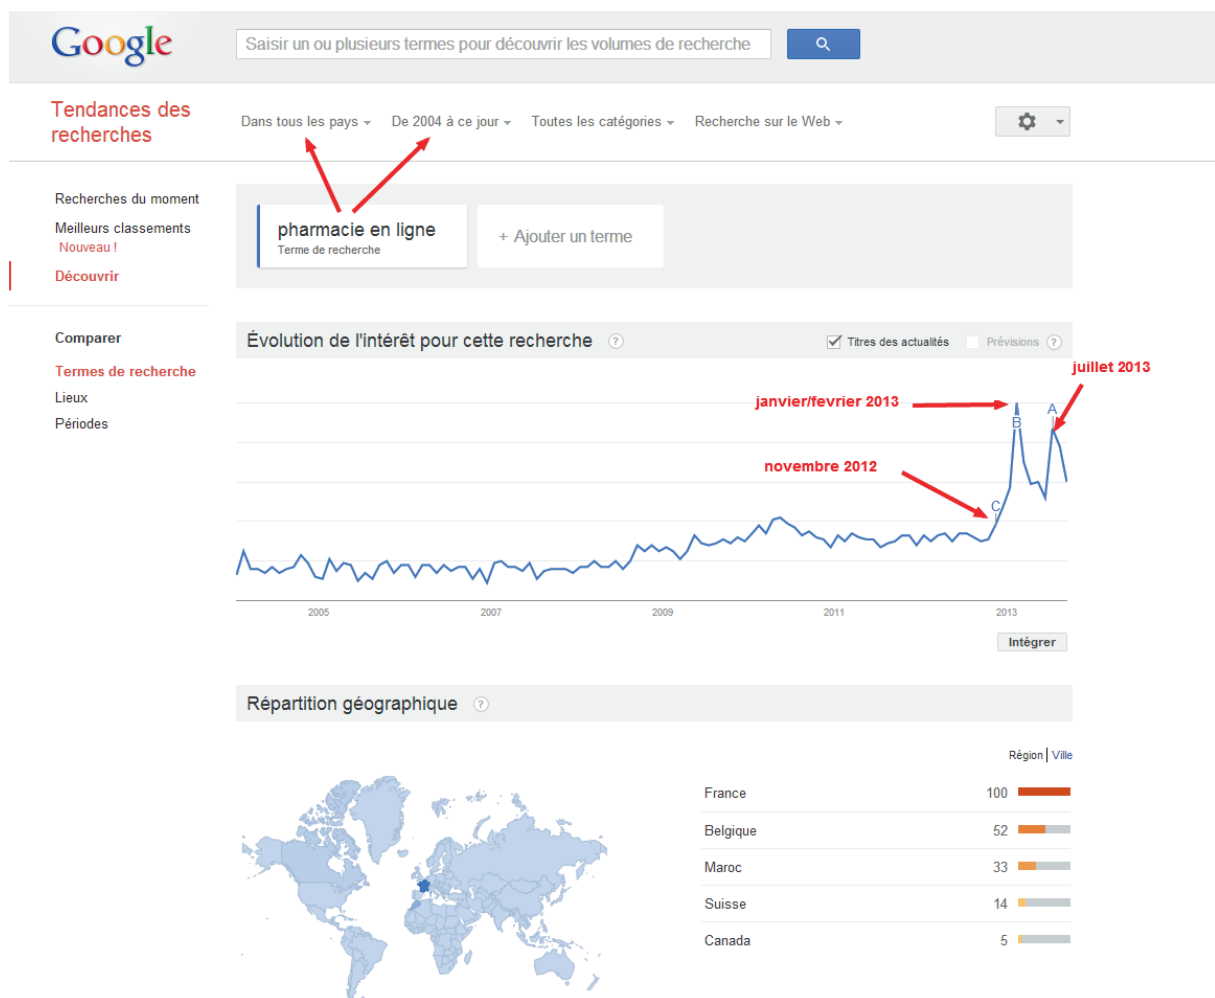 Google
Saisir un ou plusieurs termes pour découvrir les volumes de recherche
Tendances des
recherches
Dans tous les pays De 2004 à ce jour Toutes les catégories Recherche sur le Web
Recherches du moment
Meilleurs classements
Nouveau !
Découvrir
pharmacie en ligne
Terme de recherche
+ Ajouter un terme
Comparer
Termes de recherche
Lieux
Périodes
Évolution de l'intérêt pour cette recherche ?
Titres des actualités Prévisions ?
juillet 2013
janvier/fevrier 2013
A
B
novembre 2012
C
2005 2007 2009 2011 2013
Intégrer
Répartition géographique ?
Région | Ville
France 100
Belgique 52
Maroc 33
Suisse 14
Canada 5